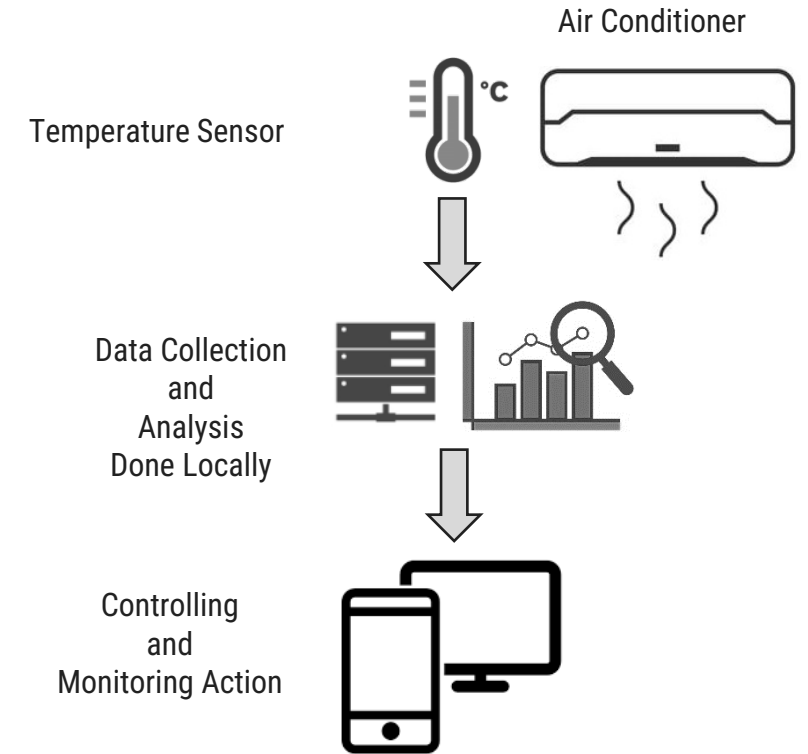 Air Conditioner
°C
Temperature Sensor
Data Collection
and
Analysis
Done Locally
Controlling
and
Monitoring Action